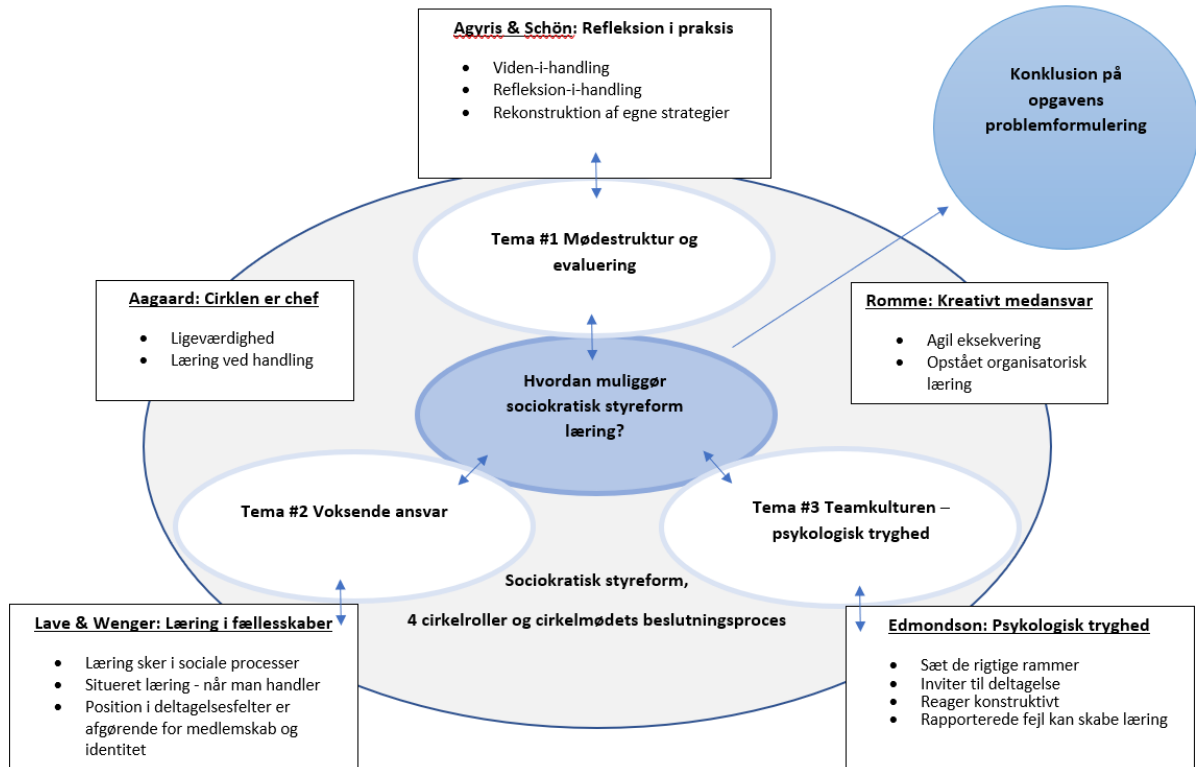 Agyris & Schön: Refleksion i praksis
• Viden-i-handling
• Refleksion-i-handling
• Rekonstruktion af egne strategier
Konklusion på
opgavens
problemformulering
Tema #1 Mødestruktur og
evaluering
Aagaard: Cirklen er chef
• Ligeværdighed
• Læring ved handling
Romme: Kreativt medansvar
• Agil eksekvering
• Opstået organisatorisk
læring
Hvordan muliggør
sociokratisk styreform
læring?
Tema #2 Voksende ansvar
Tema #3 Teamkulturen –
psykologisk tryghed
Sociokratisk styreform,
4 cirkelroller og cirkelmødets beslutningsproces
Lave & Wenger: Læring i fællesskaber
• Læring sker i sociale processer
• Situeret læring - når man handler
• Position i deltagelsesfelter er
afgørende for medlemskab og
identitet
Edmondson: Psykologisk tryghed
• Sæt de rigtige rammer
• Inviter til deltagelse
• Reager konstruktivt
• Rapporterede fejl kan skabe læring